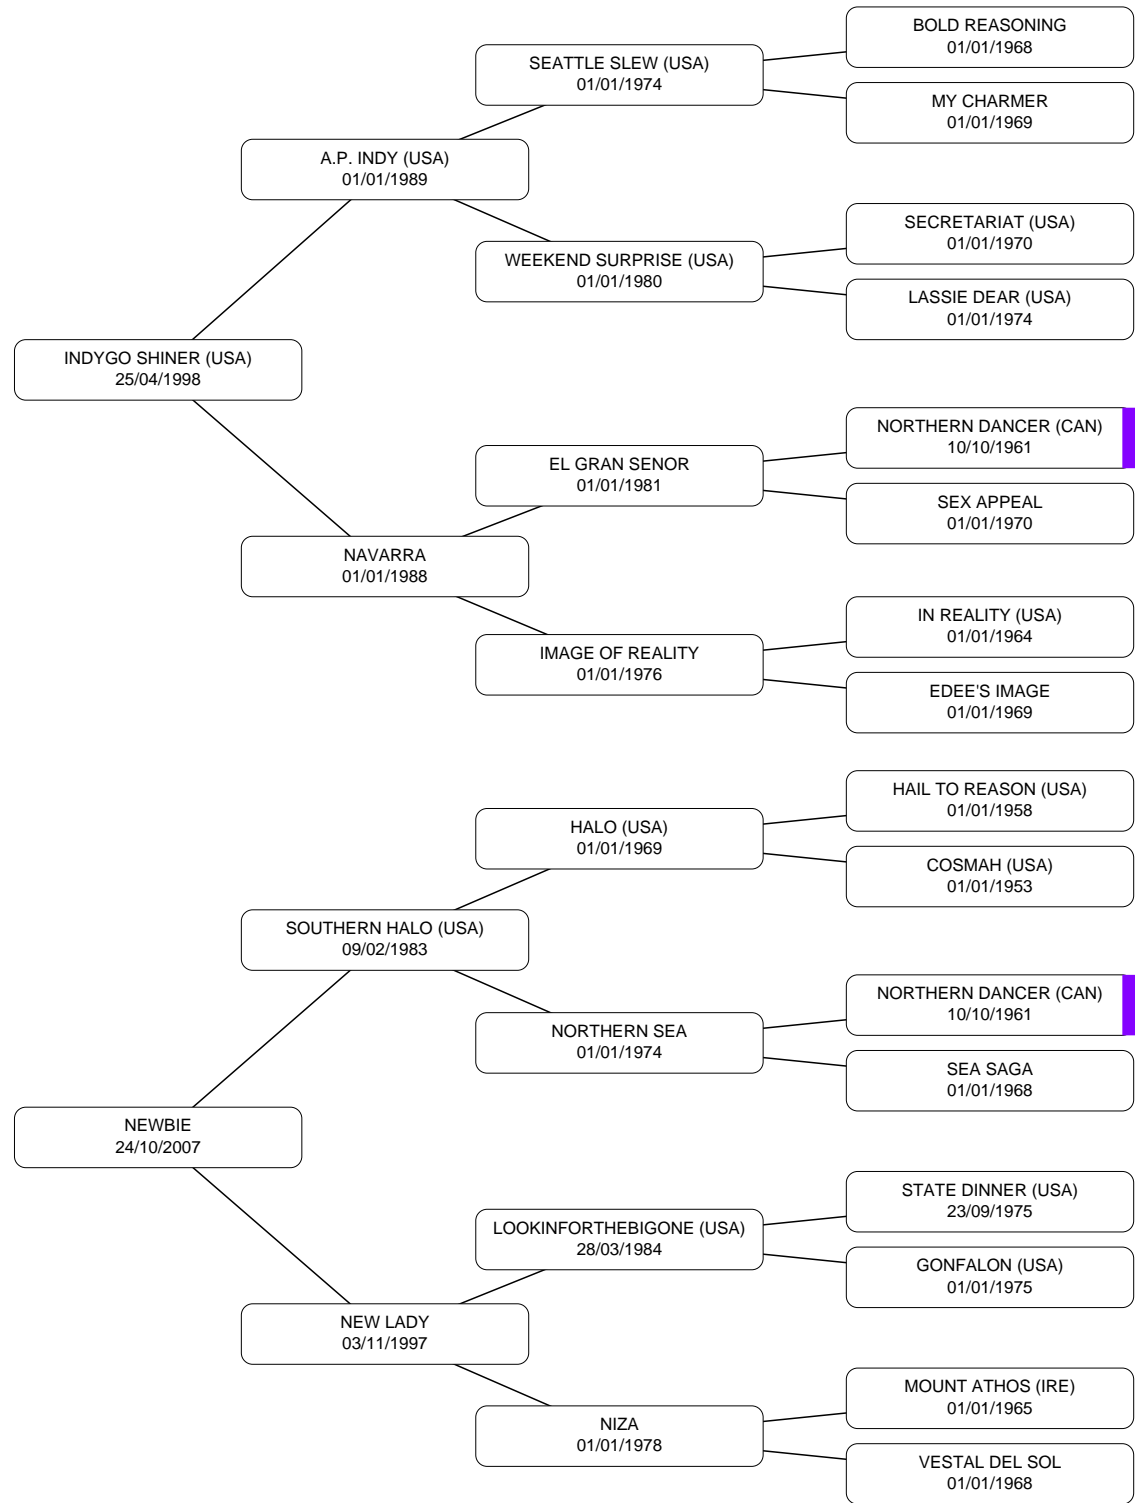 BOLD REASONING
01/01/1968
SEATTLE SLEW (USA)
01/01/1974
MY CHARMER
01/01/1969
A.P. INDY (USA)
01/01/1989
SECRETARIAT (USA)
01/01/1970
WEEKEND SURPRISE (USA)
01/01/1980
LASSIE DEAR (USA)
01/01/1974
INDYGO SHINER (USA)
25/04/1998
NORTHERN DANCER (CAN)
10/10/1961
EL GRAN SENOR
01/01/1981
SEX APPEAL
01/01/1970
NAVARRA
01/01/1988
IN REALITY (USA)
01/01/1964
IMAGE OF REALITY
01/01/1976
EDEE'S IMAGE
01/01/1969
HAIL TO REASON (USA)
01/01/1958
HALO (USA)
01/01/1969
COSMAH (USA)
01/01/1953
SOUTHERN HALO (USA)
09/02/1983
NORTHERN DANCER (CAN)
10/10/1961
NORTHERN SEA
01/01/1974
SEA SAGA
01/01/1968
NEWBIE
24/10/2007
STATE DINNER (USA)
23/09/1975
LOOKINFORTHEBIGONE (USA)
28/03/1984
GONFALON (USA)
01/01/1975
NEW LADY
03/11/1997
MOUNT ATHOS (IRE)
01/01/1965
NIZA
01/01/1978
VESTAL DEL SOL
01/01/1968